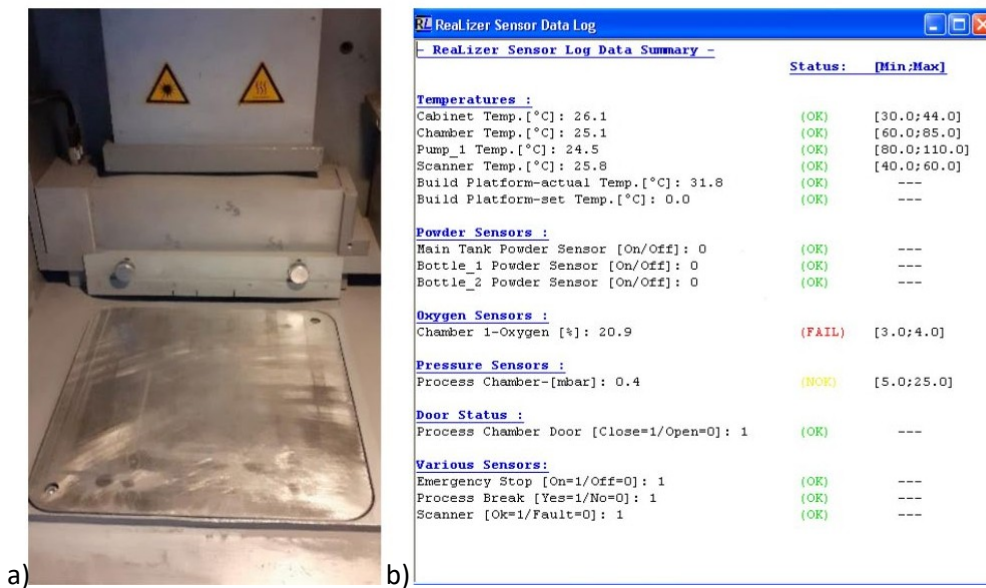 RL ReaLizer Sensor Data Log
- ReaLizer Sensor Log Data Summary -
Status: [Min;Max]
Temperatures :
Cabinet Temp.[°C]: 26.1 (OK) [30.0;44.0]
Chamber Temp.[°C]: 25.1 (OK) [60.0;85.0]
Pump_1 Temp.[°C]: 24.5 (OK) [80.0;110.0]
Scanner Temp.[°C]: 25.8 (OK) [40.0;60.0]
Build Platform-actual Temp.[°C]: 31.8 (OK) ---
Build Platform-set Temp.[°C]: 0.0 (OK) ---
Powder Sensors :
Main Tank Powder Sensor [On/Off]: 0 (OK) ---
Bottle_1 Powder Sensor [On/Off]: 0 (OK) ---
Bottle_2 Powder Sensor [On/Off]: 0 (OK) ---
Oxygen Sensors :
Chamber 1-Oxygen [%]: 20.9 (FAIL) [3.0;4.0]
Pressure Sensors :
Process Chamber-[mbar]: 0.4 (NOK) [5.0;25.0]
Door Status :
Process Chamber Door [Close=1/Open=0]: 1 (OK) ---
Various Sensors:
Emergency Stop [On=1/Off=0]: 1 (OK) ---
Process Break [Yes=1/No=0]: 1 (OK) ---
Scanner [Ok=1/Fault=0]: 1 (OK) ---
a) b)